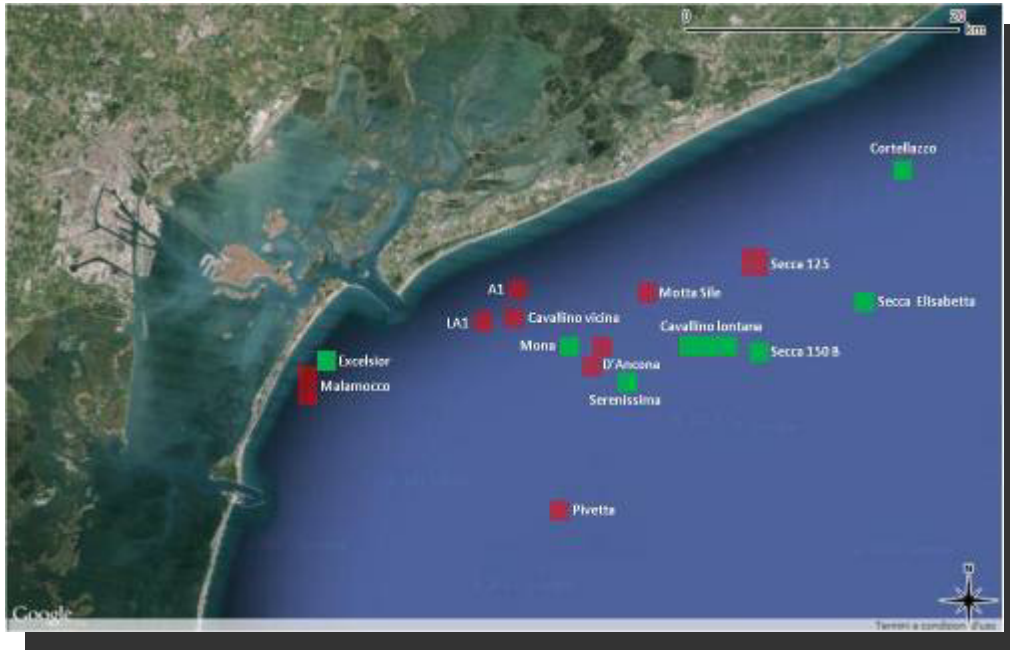 0 20
km
Cortellazzo
Secca 125
A1
Motta Sile
Secca Elisabetta
LA1
Cavallino vicina
Cavallino lontana
Mona
Secca 150 B
Excelsior
D'Ancona
Malamocco
Serenissima
Pivetta
N
Google
Termini e condizioni d'uso